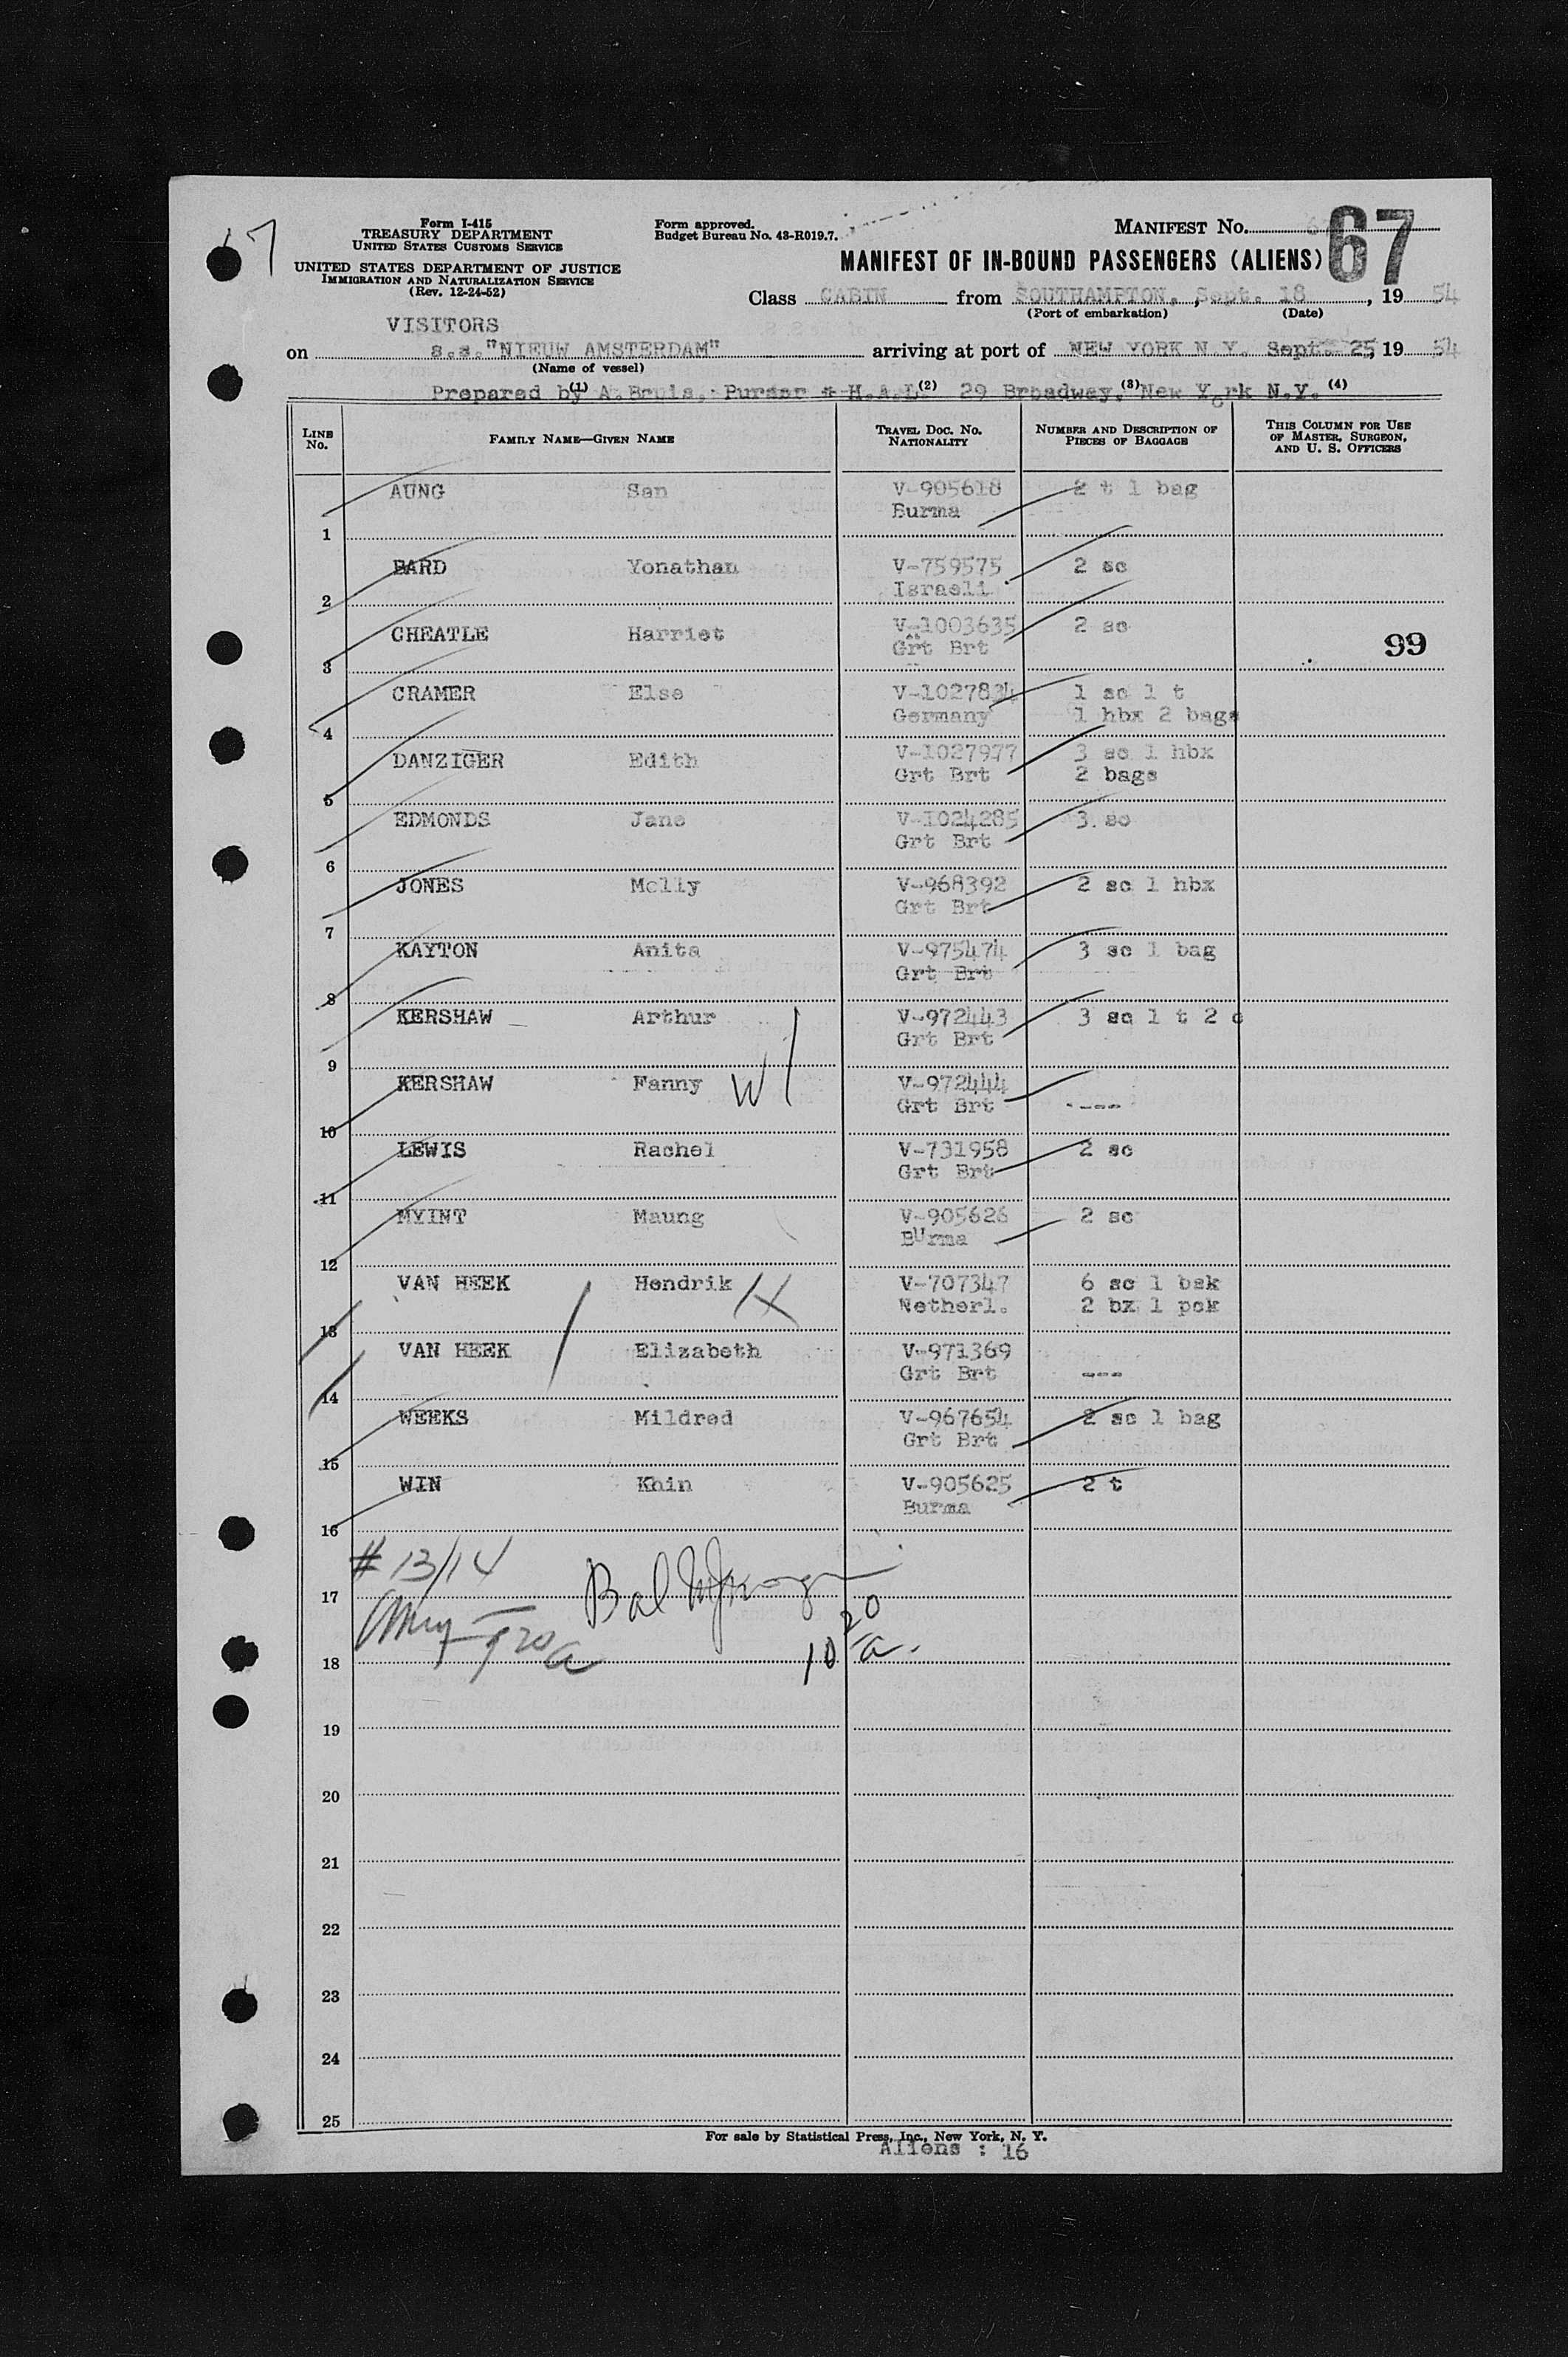 Form I-415
TREASURY DEPARTMENT
UNITED STATES CUSTOMS SERVICE
UNITED STATES DEPARTMENT OF JUSTICE
IMMIGRATION AND NATURALIZATION SERVICE
(Rev. 12-24-52)
Form approved.
Budget Bureau No. 43-R019.7.
MANIFEST No. 67
MANIFEST OF IN-BOUND PASSENGERS (ALIENS)
Class CABIN from SOUTHAMPTON, Sept. 18, 1954
(Port of embarkation) (Date)
VISITORS
on s.s."NIEUW AMSTERDAM" arriving at port of NEW YORK N.Y. Sept. 25, 1954
(Name of vessel)
Prepared by (1) A.Bruis, Purser * H.A.L (2) 29 Broadway, (3) New York N.Y. (4)
LINE No. FAMILY NAME—GIVEN NAME TRAVEL DOC. NO. NATIONALITY NUMBER AND DESCRIPTION OF PIECES OF BAGGAGE THIS COLUMN FOR USE OF MASTER, SURGEON, AND U. S. OFFICERS
AUNG San V-905618 2 t 1 bag
1 Burma
BARD Yonathan V-759575 2 sc
2 Israeli
CHEATLE Harriet V-1003635 2 sc
3 Grt Brt 99
CRAMER Else V-1027834 1 sc 1 t
4 Germany 1 hbx 2 bags
DANZIGER Edith V-1027977 3 sc 1 hbx
5 Grt Brt 2 bags
EDMONDS Jane V-1024285 3 sc
6 Grt Brt
JONES Molly V-968392 2 sc 1 hbx
7 Grt Brt
KAYTON Anita V-975474 3 sc 1 bag
8 Grt Brt
KERSHAW Arthur V-972443 3 sc 1 t 2 c
9 Grt Brt
KERSHAW Fanny W V-972444
10 Grt Brt ----
LEWIS Rachel V-731958 2 sc
11 Grt Brt
MYINT Maung V-905626 2 sc
12 BUrma
VAN HEEK Hendrik H V-707347 6 sc 1 bsk
13 Netherl. 2 bx 1 pck
VAN HEEK Elizabeth V-971369
14 Grt Brt ---
WEEKS Mildred V-967654 2 sc 1 bag
15 Grt Brt
WIN Khin V-905625 2 t
16 Burma
# 13/14
17 Bal
18 920 a 10 20 a.
19
20
21
22
23
24
25
For sale by Statistical Press, Inc., New York, N. Y.
Aliens : 16